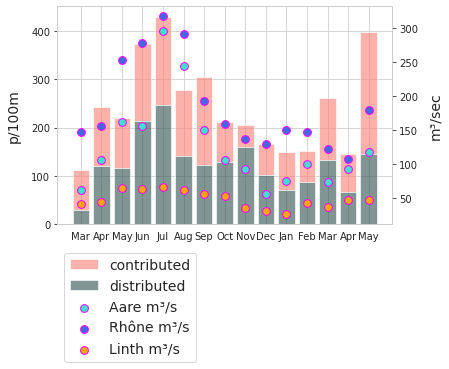 400
300
200
100
0
p/100m
300
250
200
150
100
50
m³/sec
Mar Apr May Jun Jul Aug Sep Oct Nov Dec Jan Feb Mar Apr May
contributed
distributed
Aare m³/s
Rhône m³/s
Linth m³/s